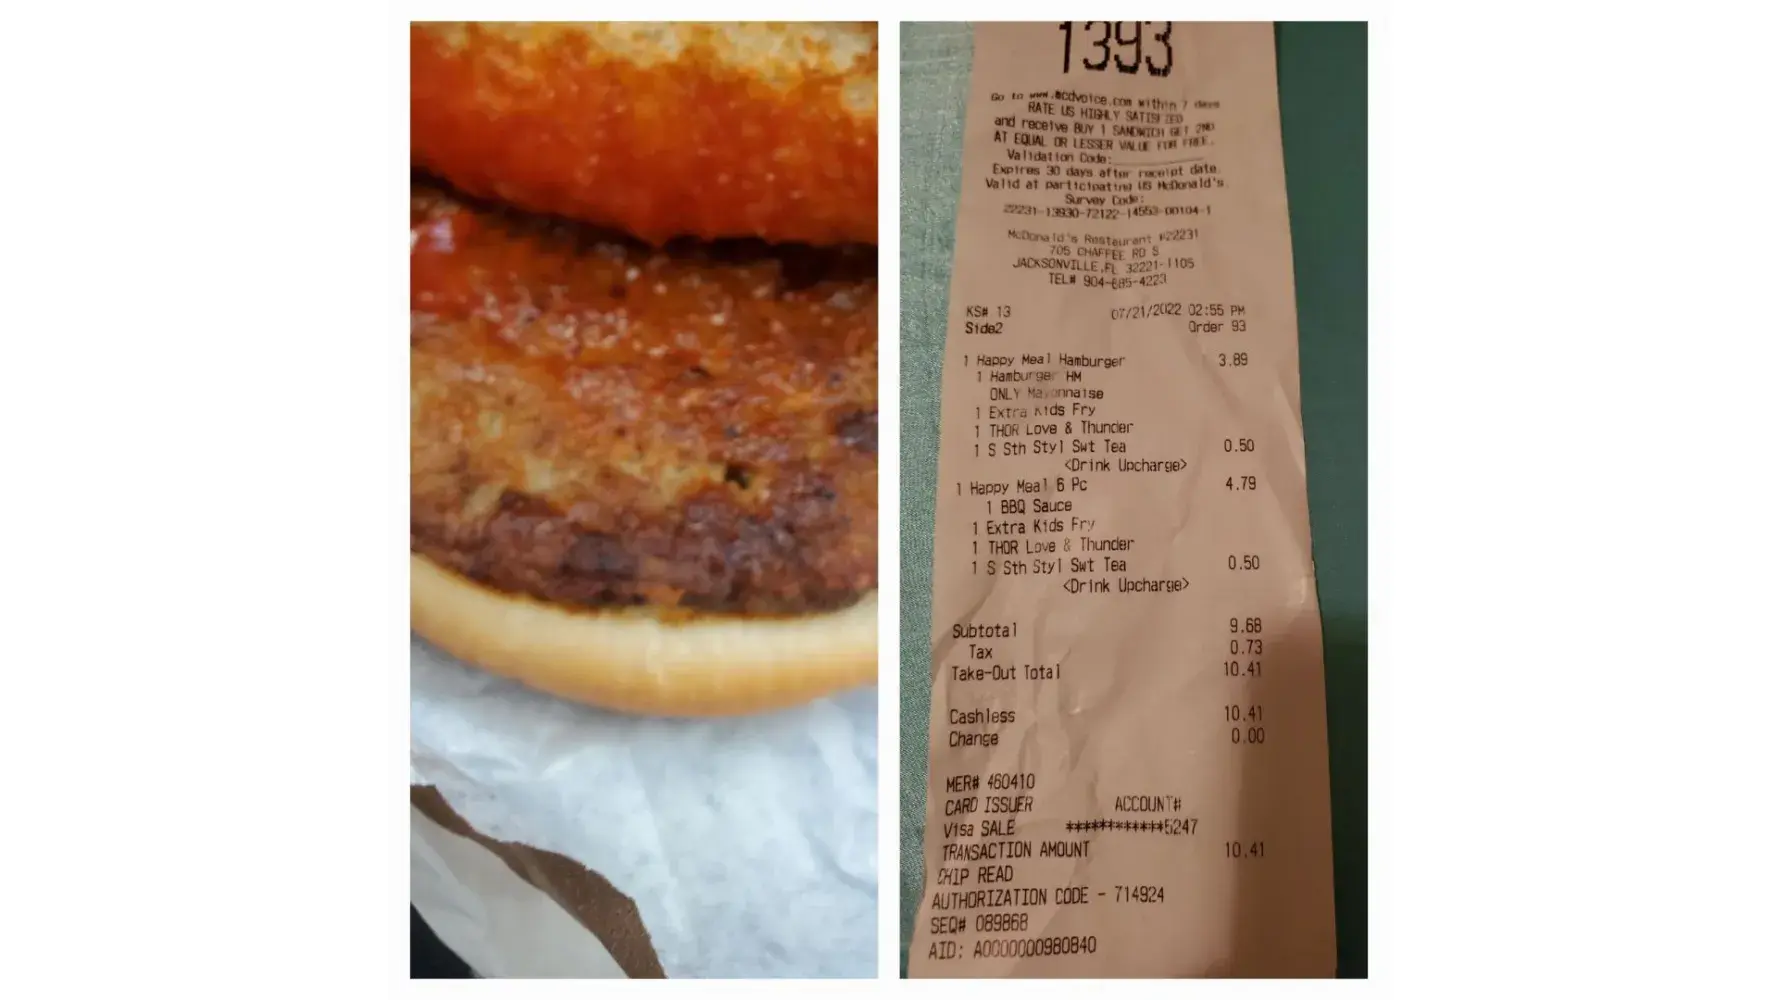 1393
Go to www.mcdvoice.com within 7 days
RATE US HIGHLY SATISFIED
and receive BUY 1 SANDWICH GET 2ND
AT EQUAL OR LESSER VALUE FOR FREE.
Validation Code:____________
Expires 30 days after receipt date.
Valid at participating US McDonald's.
Survey Code:
22231-13930-72122-14553-00104-1
McDonald's Restaurant #22231
705 CHAFFEE RD S
JACKSONVILLE,FL 32221-1105
TEL# 904-685-4223
KS# 13 07/21/2022 02:55 PM
Side2 Order 93
1 Happy Meal Hamburger 3.89
1 Hamburger HM
ONLY Mayonnaise
1 Extra Kids Fry
1 THOR Love & Thunder
1 S Sth Styl Swt Tea 0.50
<Drink Upcharge>
1 Happy Meal 6 Pc 4.79
1 BBQ Sauce
1 Extra Kids Fry
1 THOR Love & Thunder
1 S Sth Styl Swt Tea 0.50
<Drink Upcharge>
Subtotal 9.68
Tax 0.73
Take-Out Total 10.41
Cashless 10.41
Change 0.00
MER# 460410
CARD ISSUER ACCOUNT#
Visa SALE ************5247
TRANSACTION AMOUNT 10.41
CHIP READ
AUTHORIZATION CODE - 714924
SEQ# 089868
AID: A0000000980840